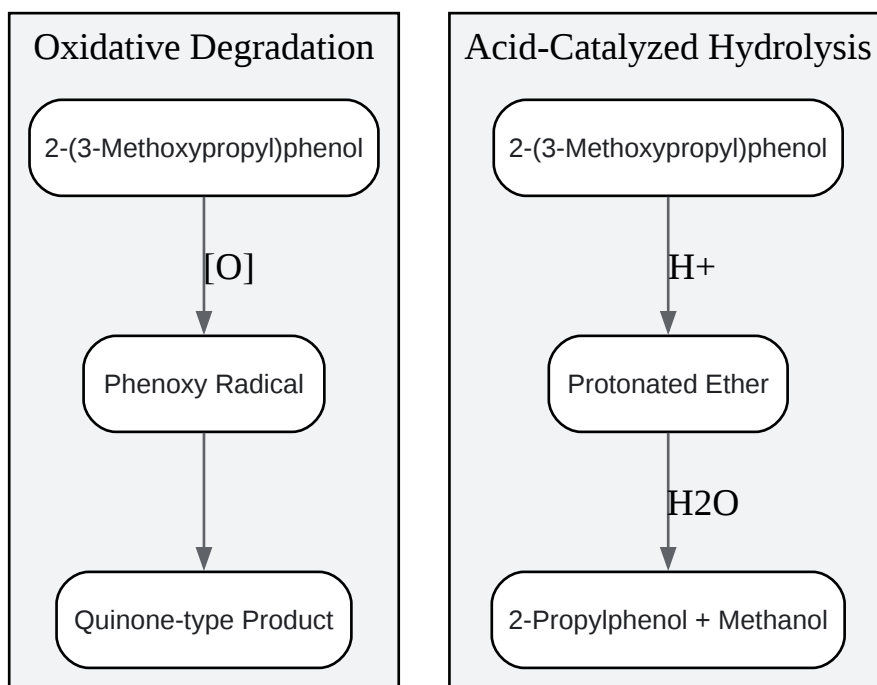 Oxidative Degradation
2-(3-Methoxypropyl)phenol
[O]
Phenoxy Radical
Quinone-type Product
Acid-Catalyzed Hydrolysis
2-(3-Methoxypropyl)phenol
H+
Protonated Ether
H2O
2-Propylphenol + Methanol